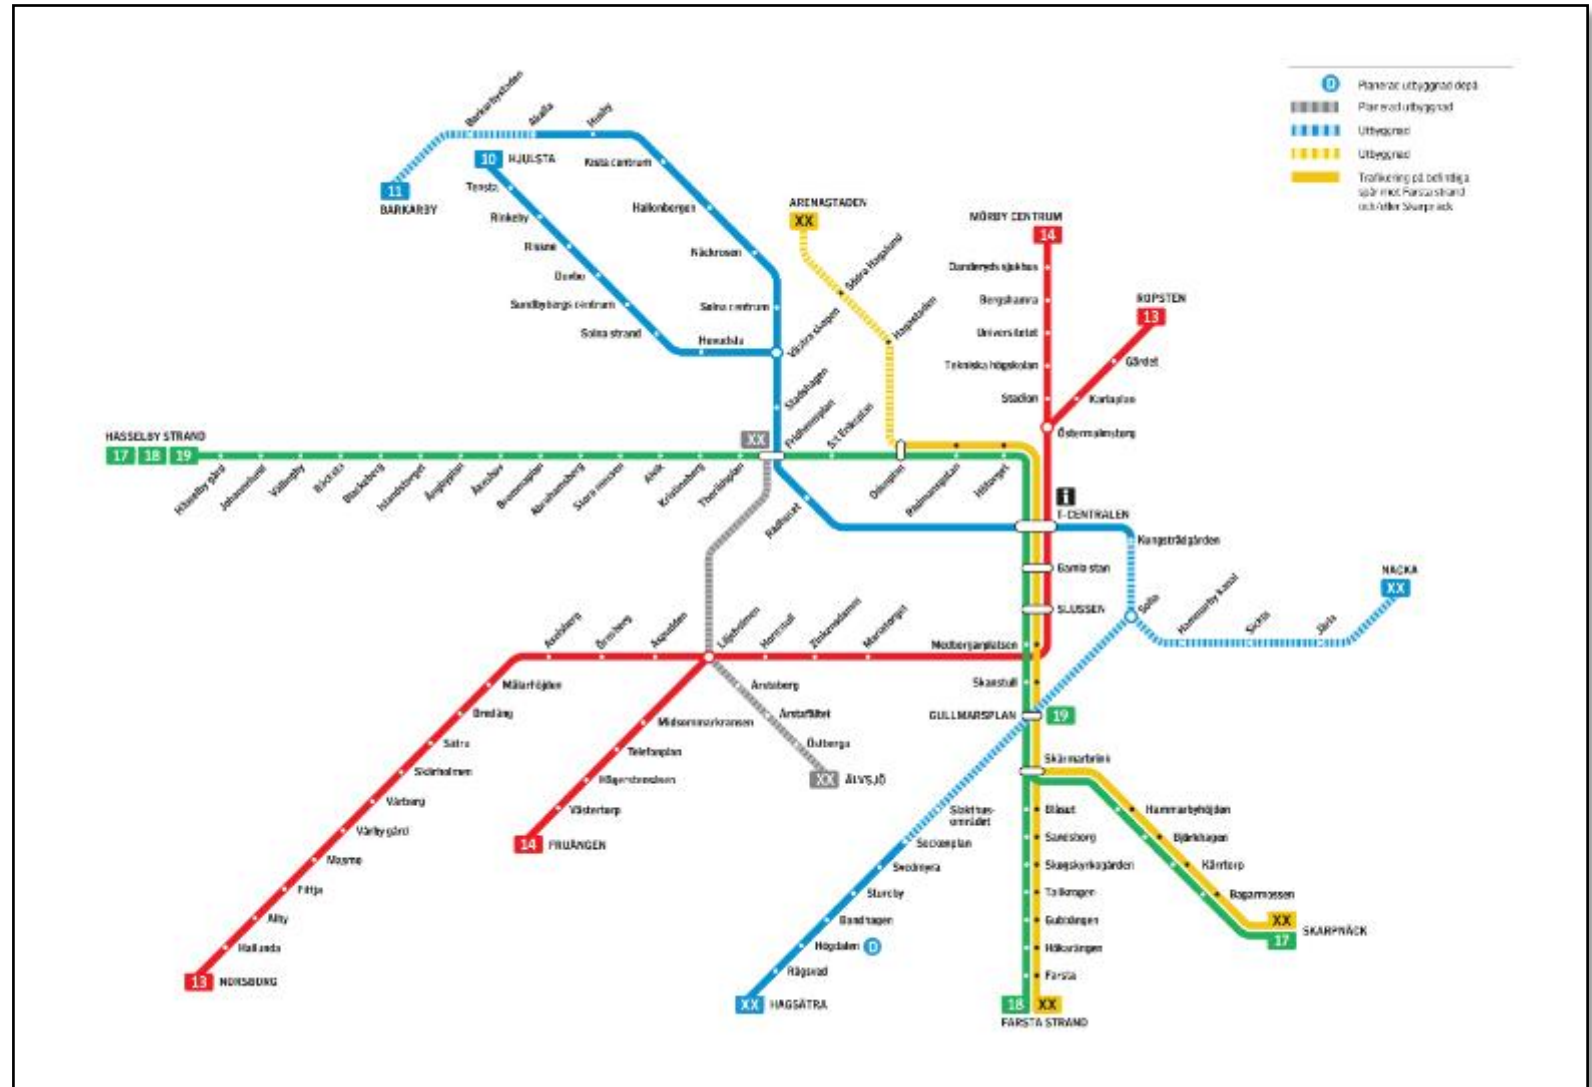 Planerad utbyggnad depå
D
Planerad utbyggnad
Utbyggnad
Utbyggnad
Trafikering på befintliga
spår mot Farsta strand
och/eller Skarpnäck
Barkarbystaden
Akalla
Husby
10 HJULSTA
Kista centrum
11
BARKARBY
Tensta
Rinkeby
Rissne
Duvbo
Sundbybergs centrum
Solna strand
Huvudsta
Hallonbergen
Näckrosen
Solna centrum
Västra skogen
Stadshagen
Fridhemsplan
S:t Eriksplan
ARENASTADEN
XX
Södra Hagalund
Hagastaden
MÖRBY CENTRUM
14
Danderyds sjukhus
Bergshamra
Universitetet
Tekniska högskolan
Stadion
ROPSTEN
13
Gärdet
Karlaplan
Östermalmstorg
HÄSSELBY STRAND
17 18 19
Hässelby gård
Johannelund
Vällingby
Råcksta
Blackeberg
Islandstorget
Ängbyplan
Åkeshov
Brommaplan
Abrahamsberg
Stora mossen
Alvik
Kristineberg
Thorildsplan
XX
Rådhuset
Odenplan
Rådmansgatan
Hötorget
i
T-CENTRALEN
Kungsträdgården
Gamla stan
SLUSSEN
NACKA
XX
Sofia
Hammarby kanal
Sickla
Järla
Axelsberg
Örnsberg
Aspudden
Liljeholmen
Hornstull
Zinkensdamm
Mariatorget
Medborgarplatsen
Skanstull
GULLMARSPLAN
19
Mälarhöjden
Bredäng
Sätra
Skärholmen
Vårberg
Vårby gård
Masmo
Fittja
Alby
Hallunda
13 NORSBORG
Midsommarkransen
Telefonplan
Hägerstensåsen
Västertorp
14 FRUÄNGEN
Årstaberg
Årstafältet
Östberga
XX ÄLVSJÖ
Skärmarbrink
Slakthus-
området
Sockenplan
Svedmyra
Stureby
Bandhagen
Högdalen D
Rågsved
XX HAGSÄTRA
Blåsut
Sandsborg
Skogskyrkogården
Tallkrogen
Gubbängen
Hökarängen
Farsta
18 XX
FARSTA STRAND
Hammarbyhöjden
Björkhagen
Kärrtorp
Bagarmossen
XX
17
SKARPNÄCK